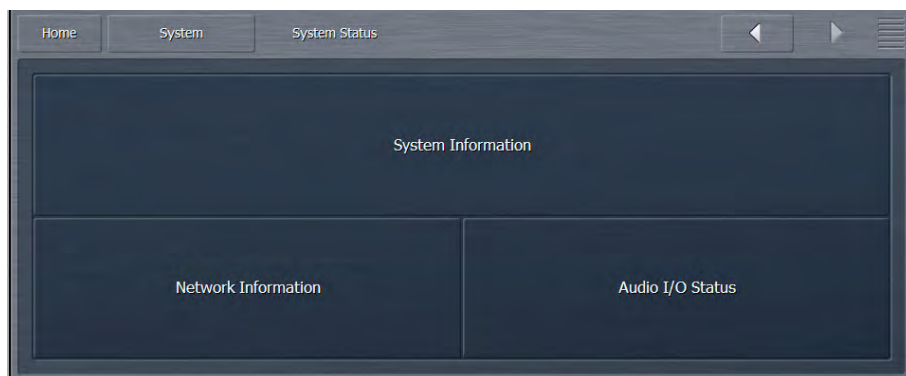 Home System System Status
System Information
Network Information Audio I/O Status